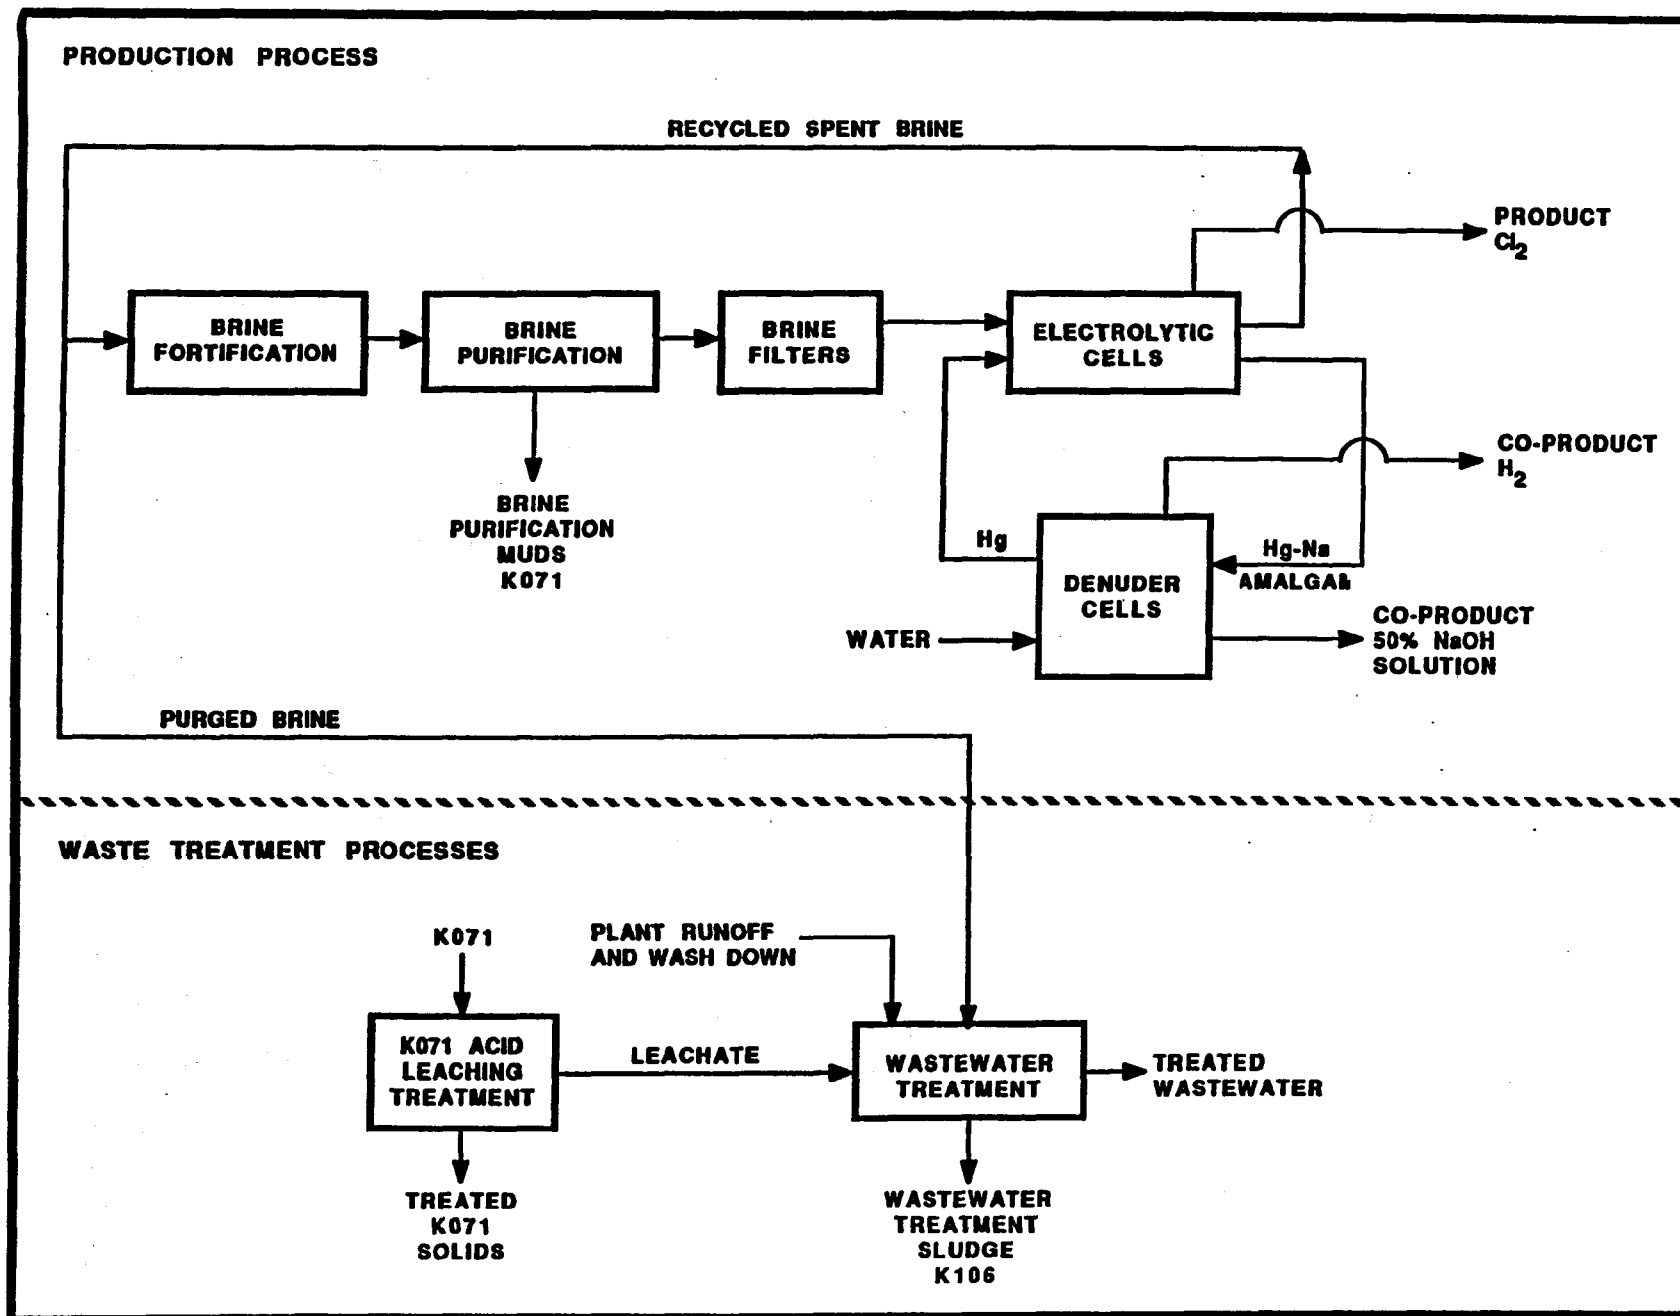 PRODUCTION PROCESS
RECYCLED SPENT BRINE
PRODUCT
Cl2
BRINE
FORTIFICATION
BRINE
PURIFICATION
BRINE
FILTERS
ELECTROLYTIC
CELLS
CO-PRODUCT
H2
BRINE
PURIFICATION
MUDS
K071
Hg
Hg-Na
AMALGAM
DENUDER
CELLS
WATER
CO-PRODUCT
50% NaOH
SOLUTION
PURGED BRINE
WASTE TREATMENT PROCESSES
K071
PLANT RUNOFF
AND WASH DOWN
K071 ACID
LEACHING
TREATMENT
LEACHATE
WASTEWATER
TREATMENT
TREATED
WASTEWATER
TREATED
K071
SOLIDS
WASTEWATER
TREATMENT
SLUDGE
K106